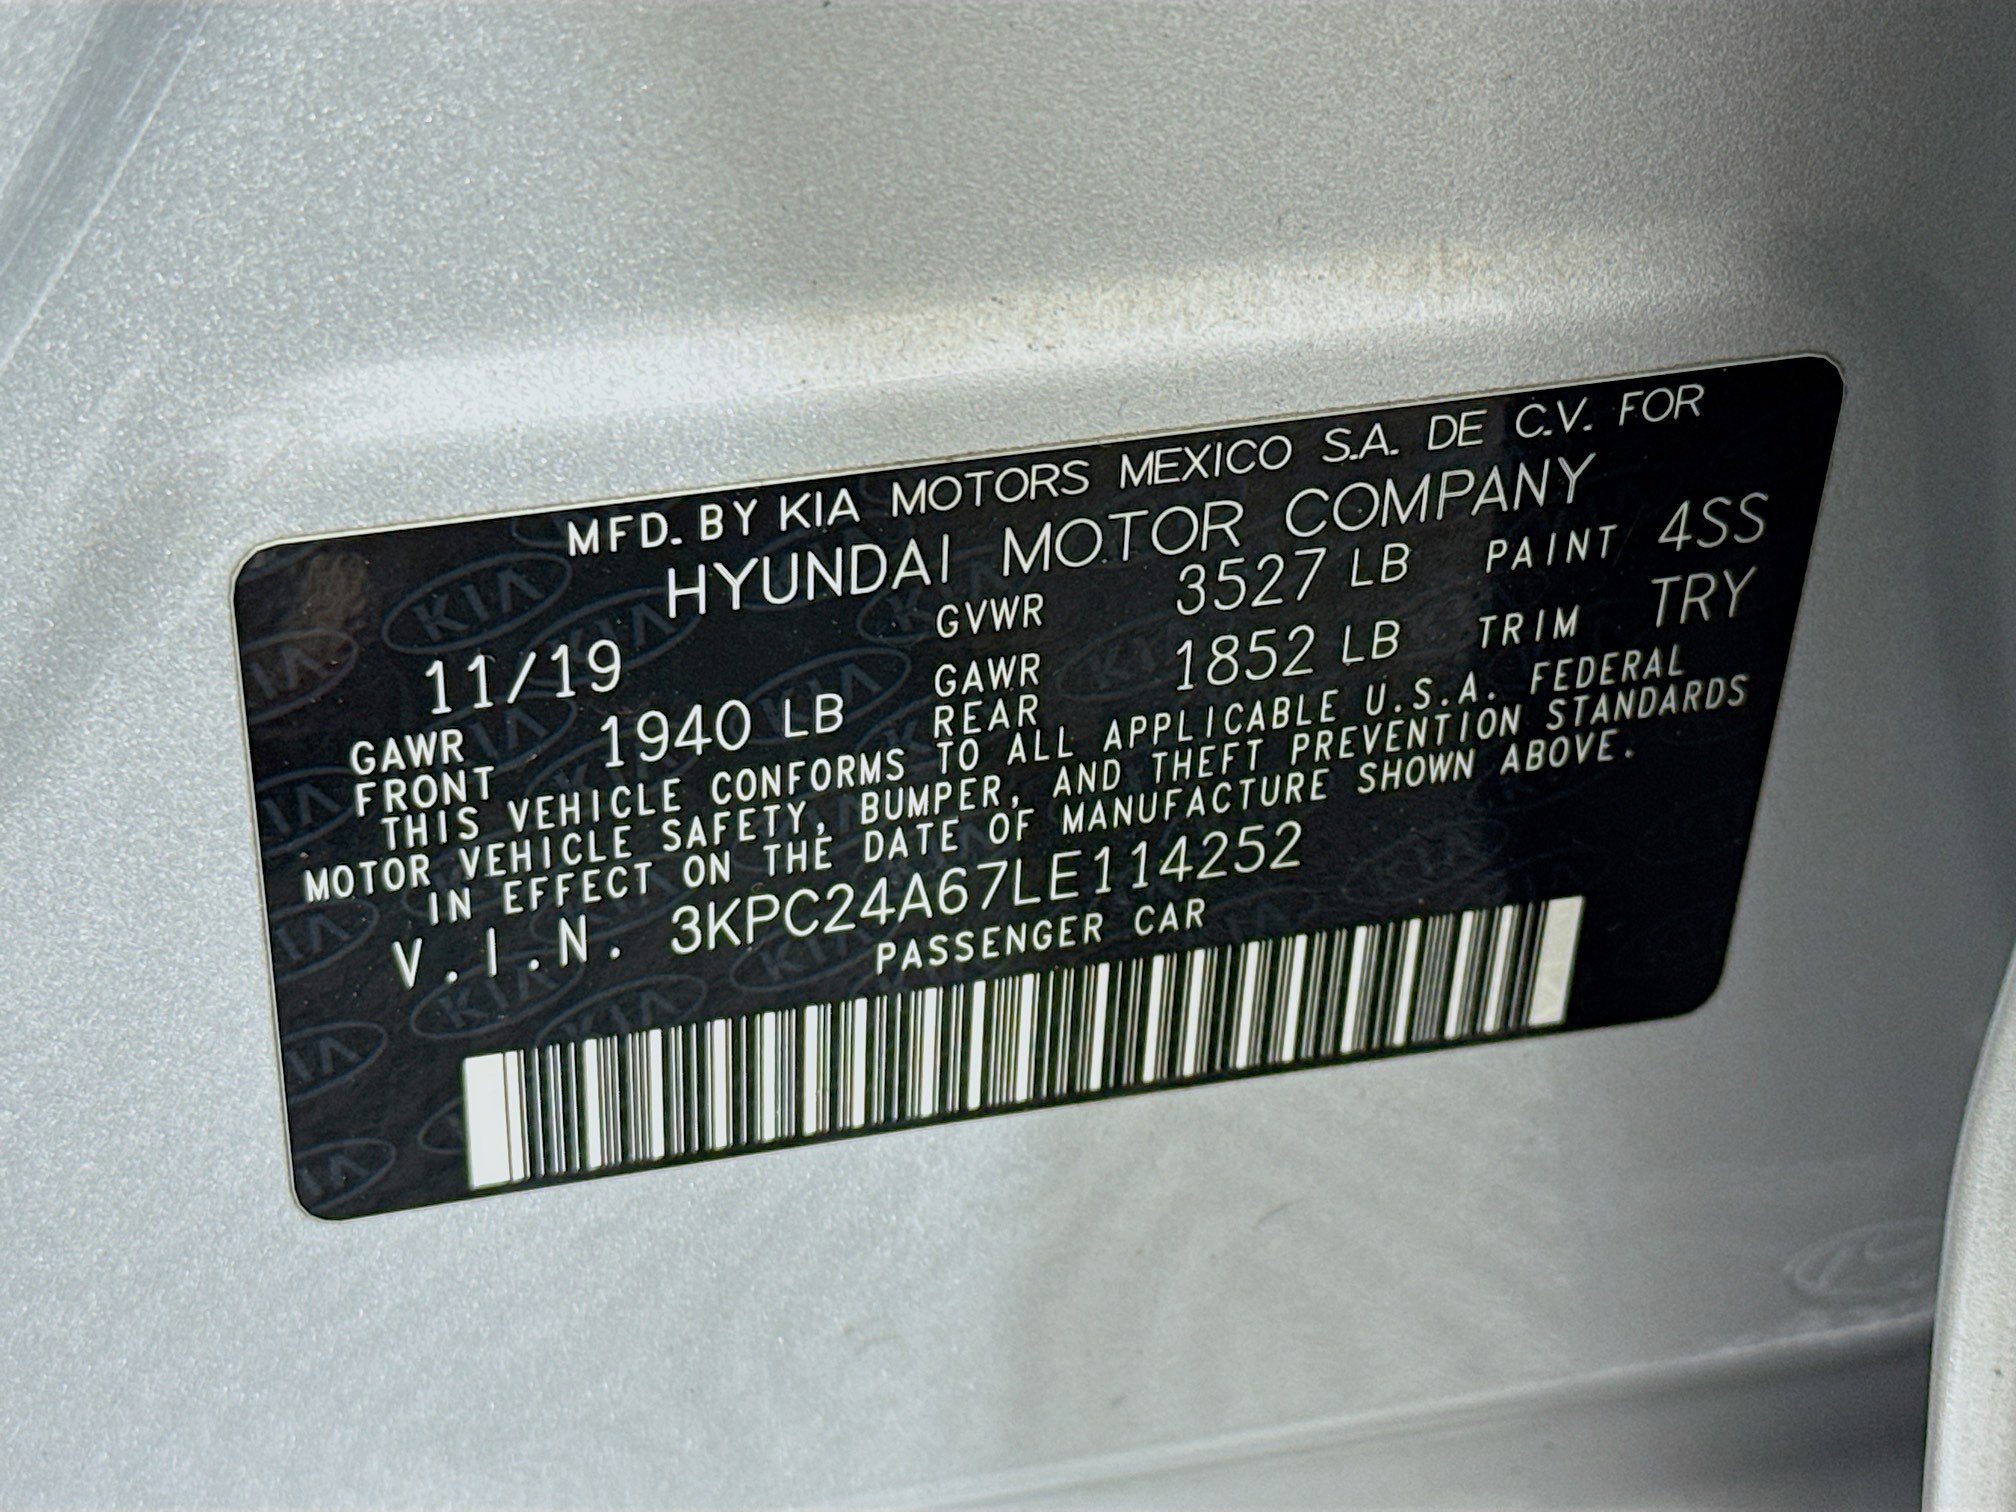 MFD. BY KIA MOTORS MEXICO S.A. DE C.V. FOR
HYUNDAI MOTOR COMPANY
11/19 GVWR 3527 LB PAINT 4SS
GAWR FRONT 1940 LB GAWR REAR 1852 LB TRIM TRY
THIS VEHICLE CONFORMS TO ALL APPLICABLE U.S.A. FEDERAL
MOTOR VEHICLE SAFETY, BUMPER, AND THEFT PREVENTION STANDARDS
IN EFFECT ON THE DATE OF MANUFACTURE SHOWN ABOVE.
V.I.N. 3KPC24A67LE114252
PASSENGER CAR